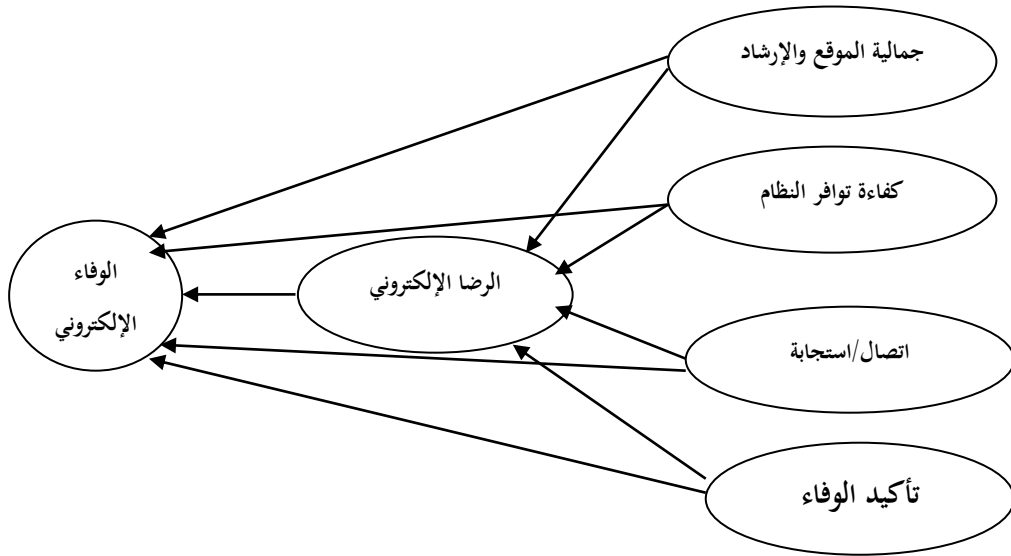 جمالية الموقع والإرشاد
كفاءة توافر النظام
الرضا الإلكتروني
الوفاء
الإلكتروني
اتصال/استجابة
تأكيد الوفاء